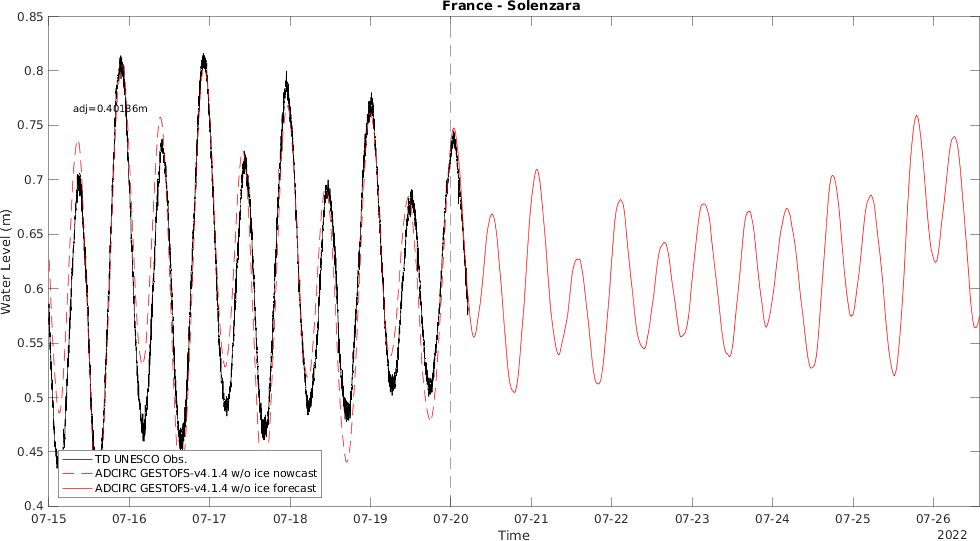 France - Solenzara
0.85
0.8
0.75
0.7
0.65
0.6
0.55
0.5
0.45
0.4
Water Level (m)
adj=0.40136m
TD UNESCO Obs.
ADCIRC GESTOFS-v4.1.4 w/o ice nowcast
ADCIRC GESTOFS-v4.1.4 w/o ice forecast
07-15 07-16 07-17 07-18 07-19 07-20 07-21 07-22 07-23 07-24 07-25 07-26
Time
2022